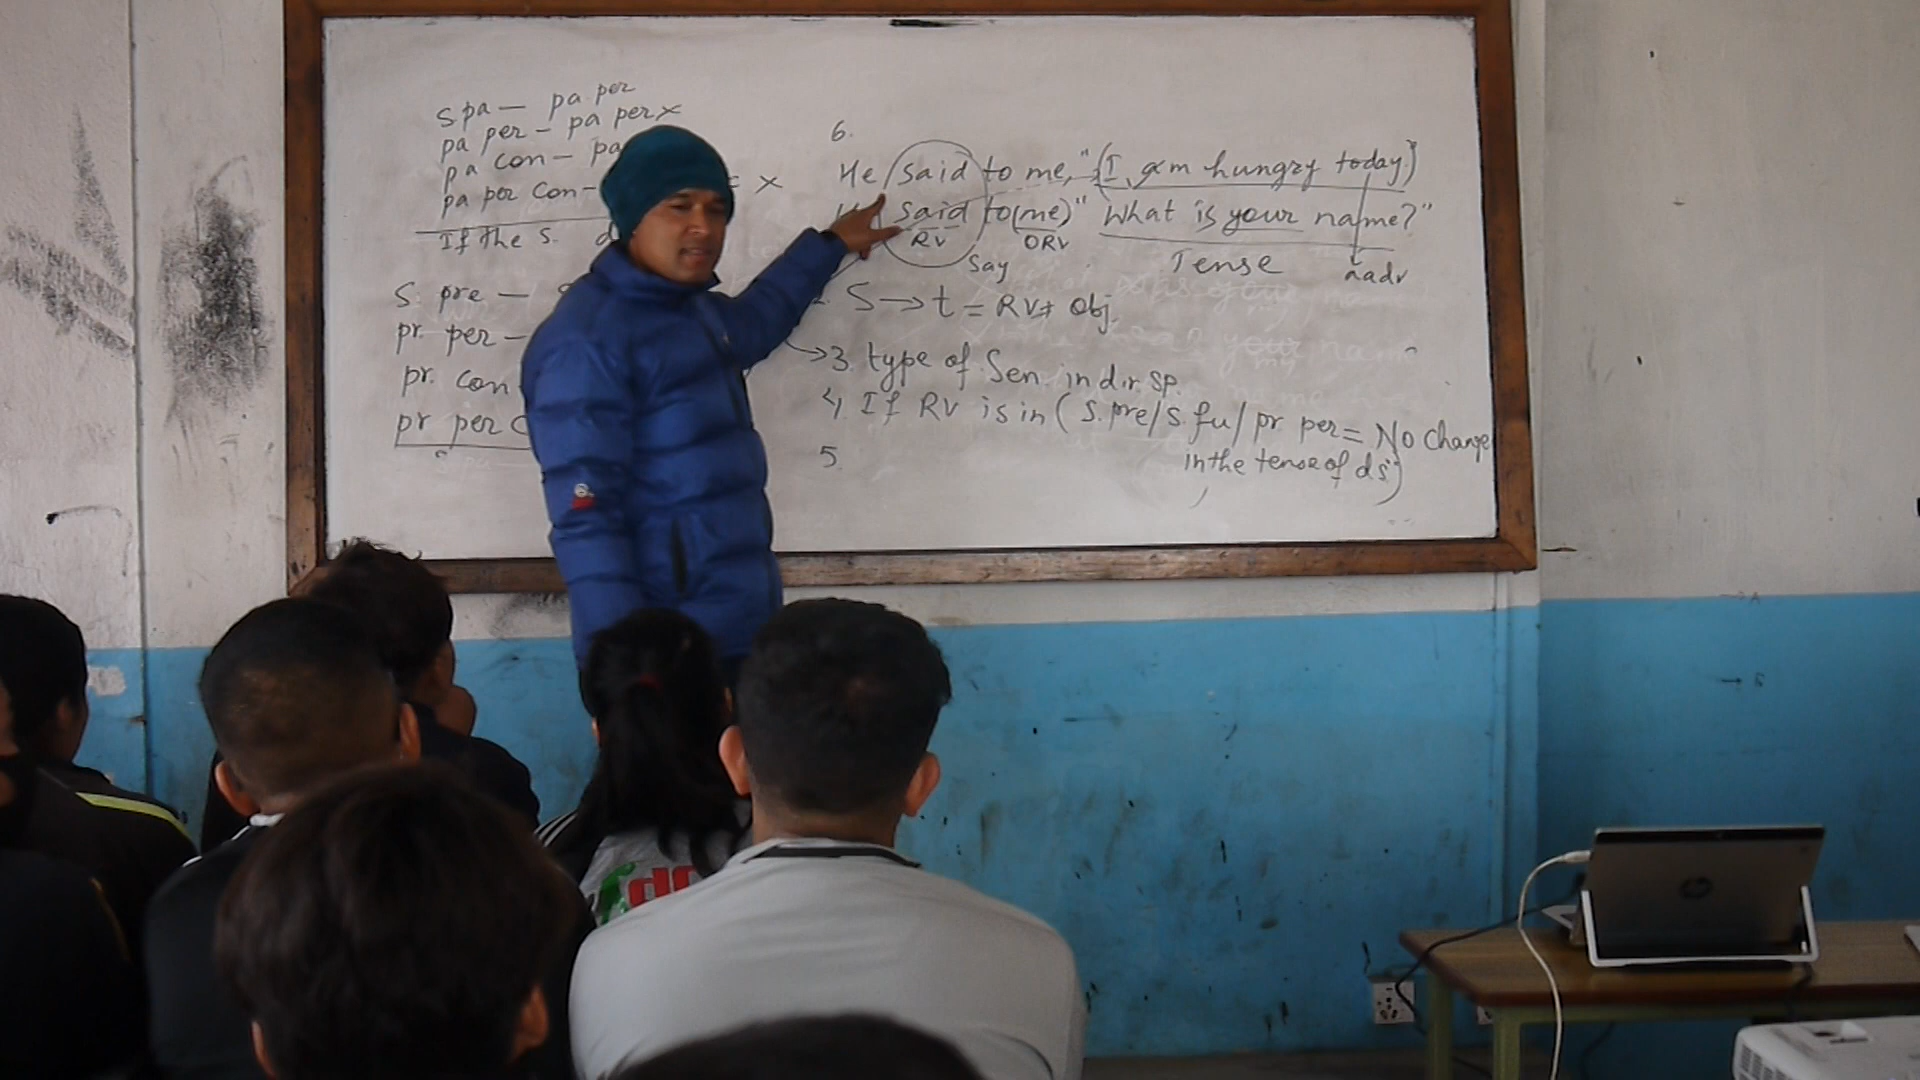 S pa — pa per
pa per — pa per x
pa con — pa
pa per con — x
If the S.
S. pre —
pr. per —
pr. con
pr per C
6.
He said to me, "I am hungry today."
said to (me)" What is your name?"
RV ORV
Say Tense adv
S → t = RV + Obj.
→ 3. type of Sen. in dir sp.
4. If RV is in (S. pre/S. fu/ pr per = No change
in the tense of ds.)
5.